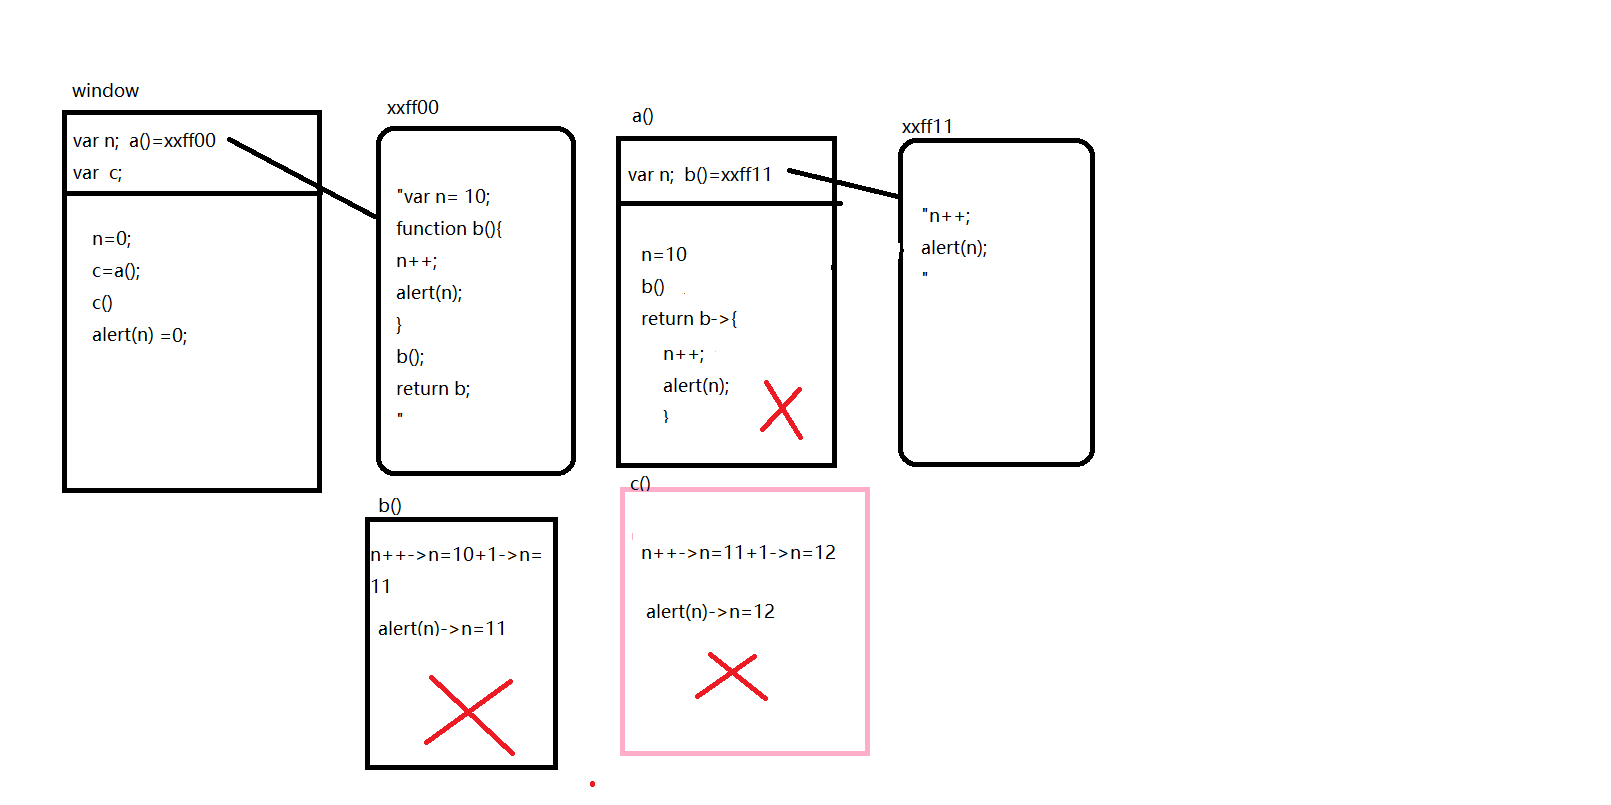 window
var n;  a()=xxff00
var  c;
n=0;
c=a();
c()
alert(n) =0;
xxff00
"var n= 10;
function b(){
n++;
alert(n);
}
b();
return b;
"
a()
var n;  b()=xxff11
n=10
b()
return b->{
n++;
alert(n);
}
xxff11
"n++;
alert(n);
"
b()
n++->n=10+1->n=
11
alert(n)->n=11
c()
n++->n=11+1->n=12
alert(n)->n=12